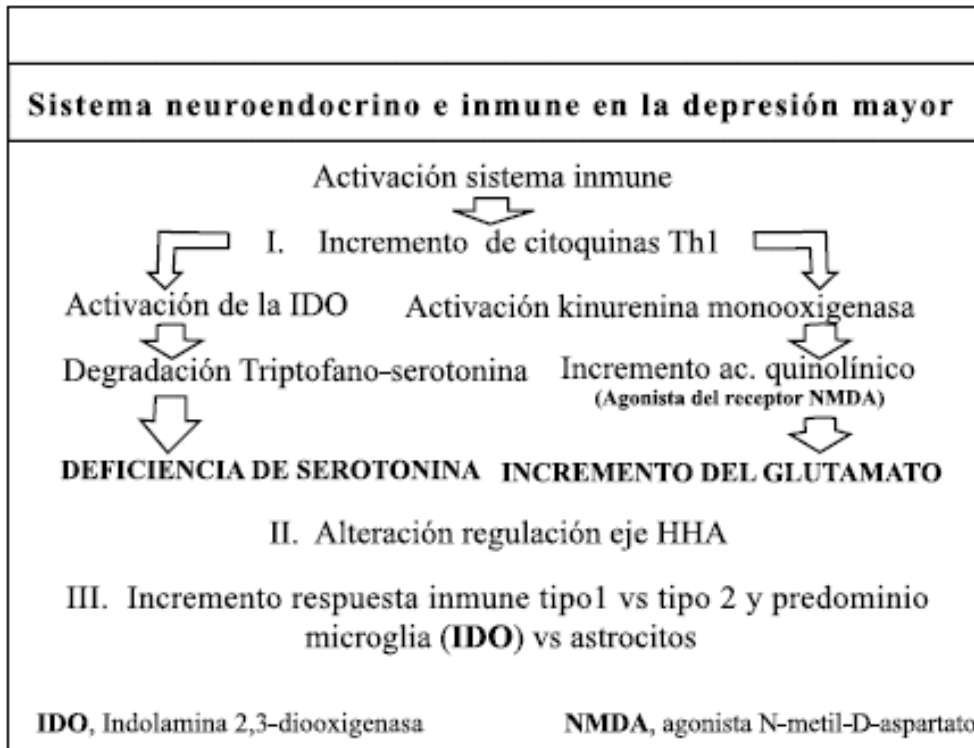 Sistema neuroendocrino e inmune en la depresión mayor
Activación sistema inmune
I. Incremento de citoquinas Th1
Activación de la IDO
Activación kinurenina monooxigenasa
Degradación Triptofano-serotonina
Incremento ac. quinolínico
(Agonista del receptor NMDA)
DEFICIENCIA DE SEROTONINA
INCREMENTO DEL GLUTAMATO
II. Alteración regulación eje HHA
III. Incremento respuesta inmune tipo1 vs tipo 2 y predominio
microglia (IDO) vs astrocitos
IDO, Indolamina 2,3-diooxigenasa
NMDA, agonista N-metil-D-aspartato